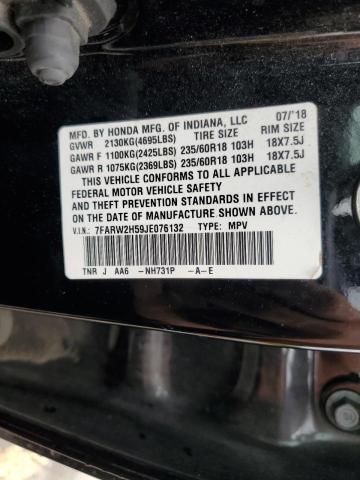 MFD. BY HONDA MFG. OF INDIANA, LLC 07/'18
GVWR 2130KG(4695LBS) TIRE SIZE RIM SIZE
GAWR F 1100KG(2425LBS) 235/60R18 103H 18X7.5J
GAWR R 1075KG(2369LBS) 235/60R18 103H 18X7.5J
THIS VEHICLE CONFORMS TO ALL APPLICABLE
FEDERAL MOTOR VEHICLE SAFETY
AND THEFT PREVENTION STANDARDS IN EFFECT
ON THE DATE OF MANUFACTURE SHOWN ABOVE.
V.I.N.: 7FARW2H59JE076132 TYPE: MPV
TNR J AA6 -NH731P -A-E